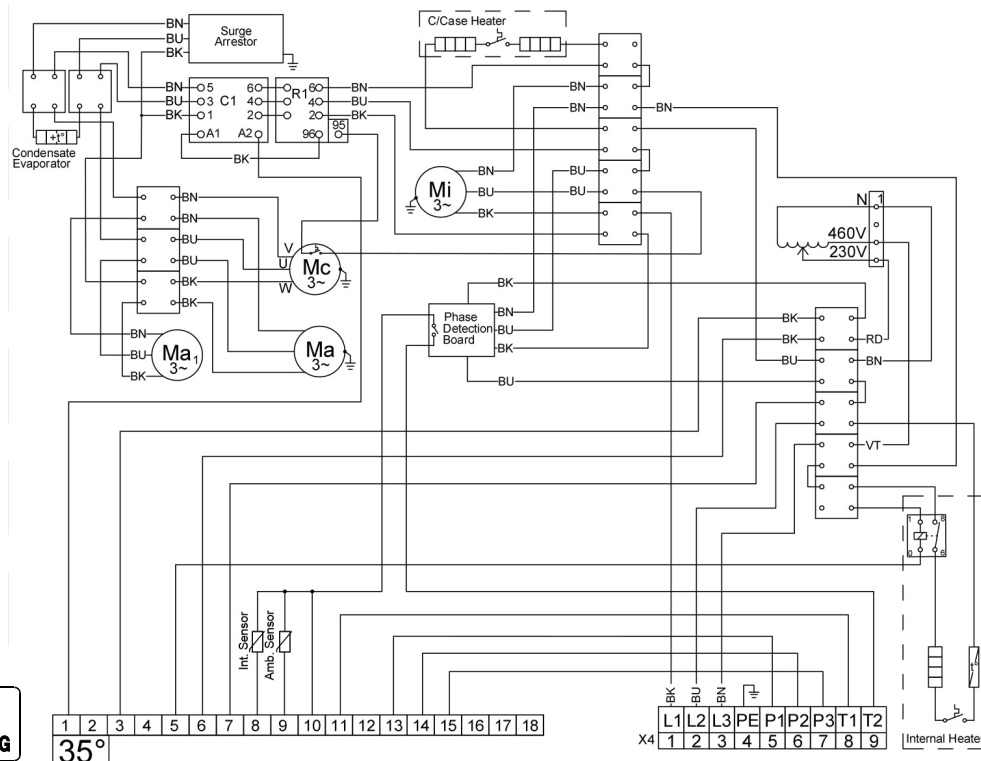 C/Case Heater
BN
BU
BK
Surge
Arrestor
BN
BU
BK
5
3
1
C1
6
4
2
R1
6
4
2
BN
BU
BK
A1
A2
96
95
BK
+t°
Condensate
Evaporator
BN
BN
BN
BN
BU
BU
Mi
3~
BU
BU
BK
BN
BN
BU
BU
BK
BK
V
U
W
Mc
3~
N
1
460V
230V
BK
Phase
Detection
Board
BN
BU
BK
BU
BN
BU
BK
Ma1
3~
Ma
3~
BK
BK
BU
RD
BN
VT
1
8
0
6
Int. Sensor
Amb. Sensor
t°
Internal Heater
BK
BU
BN
1 2 3 4 5 6 7 8 9 10 11 12 13 14 15 16 17 18
35°
L1 L2 L3 PE P1 P2 P3 T1 T2
X4 1 2 3 4 5 6 7 8 9
G